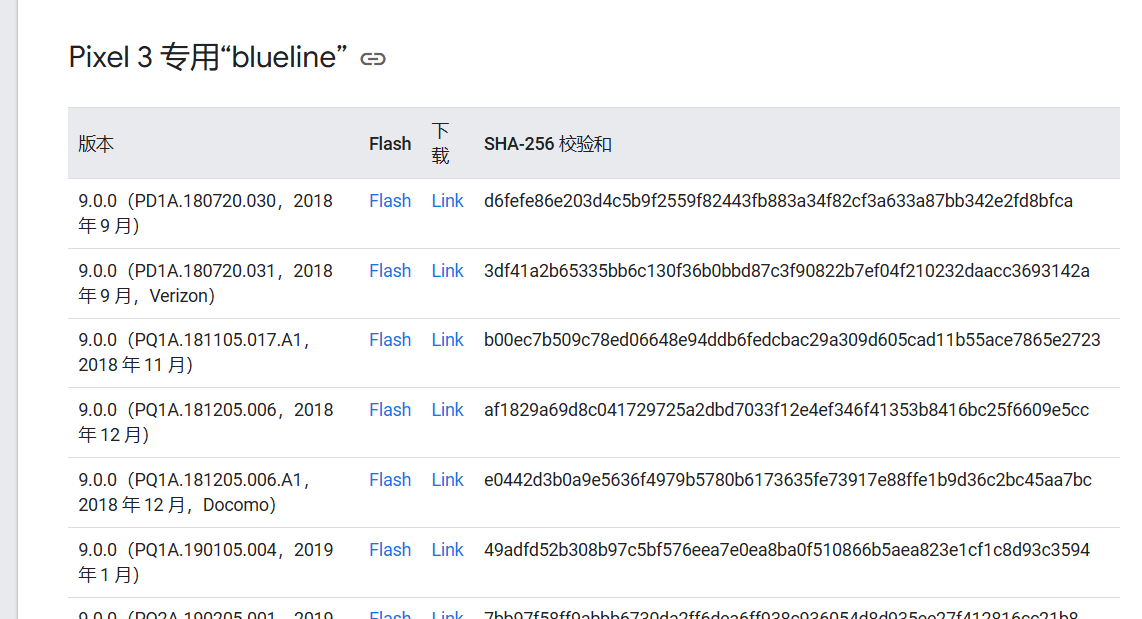 Pixel 3 专用“blueline”
版本
Flash
下
载
SHA-256 校验和
9.0.0（PD1A.180720.030，2018
年 9 月）
Flash
Link
d6fefe86e203d4c5b9f2559f82443fb883a34f82cf3a633a87bb342e2fd8bfca
9.0.0（PD1A.180720.031，2018
年 9 月，Verizon）
Flash
Link
3df41a2b65335bb6c130f36b0bbd87c3f90822b7ef04f210232daacc3693142a
9.0.0（PQ1A.181105.017.A1，
2018 年 11 月）
Flash
Link
b00ec7b509c78ed06648e94ddb6fedcbac29a309d605cad11b55ace7865e2723
9.0.0（PQ1A.181205.006，2018
年 12 月）
Flash
Link
af1829a69d8c041729725a2dbd7033f12e4ef346f41353b8416bc25f6609e5cc
9.0.0（PQ1A.181205.006.A1，
2018 年 12 月，Docomo）
Flash
Link
e0442d3b0a9e5636f4979b5780b6173635fe73917e88ffe1b9d36c2bc45aa7bc
9.0.0（PQ1A.190105.004，2019
年 1 月）
Flash
Link
49adfd52b308b97c5bf576eea7e0ea8ba0f510866b5aea823e1cf1c8d93c3594
9.0.0（PQ2A.190205.001，2019
Flash
Link